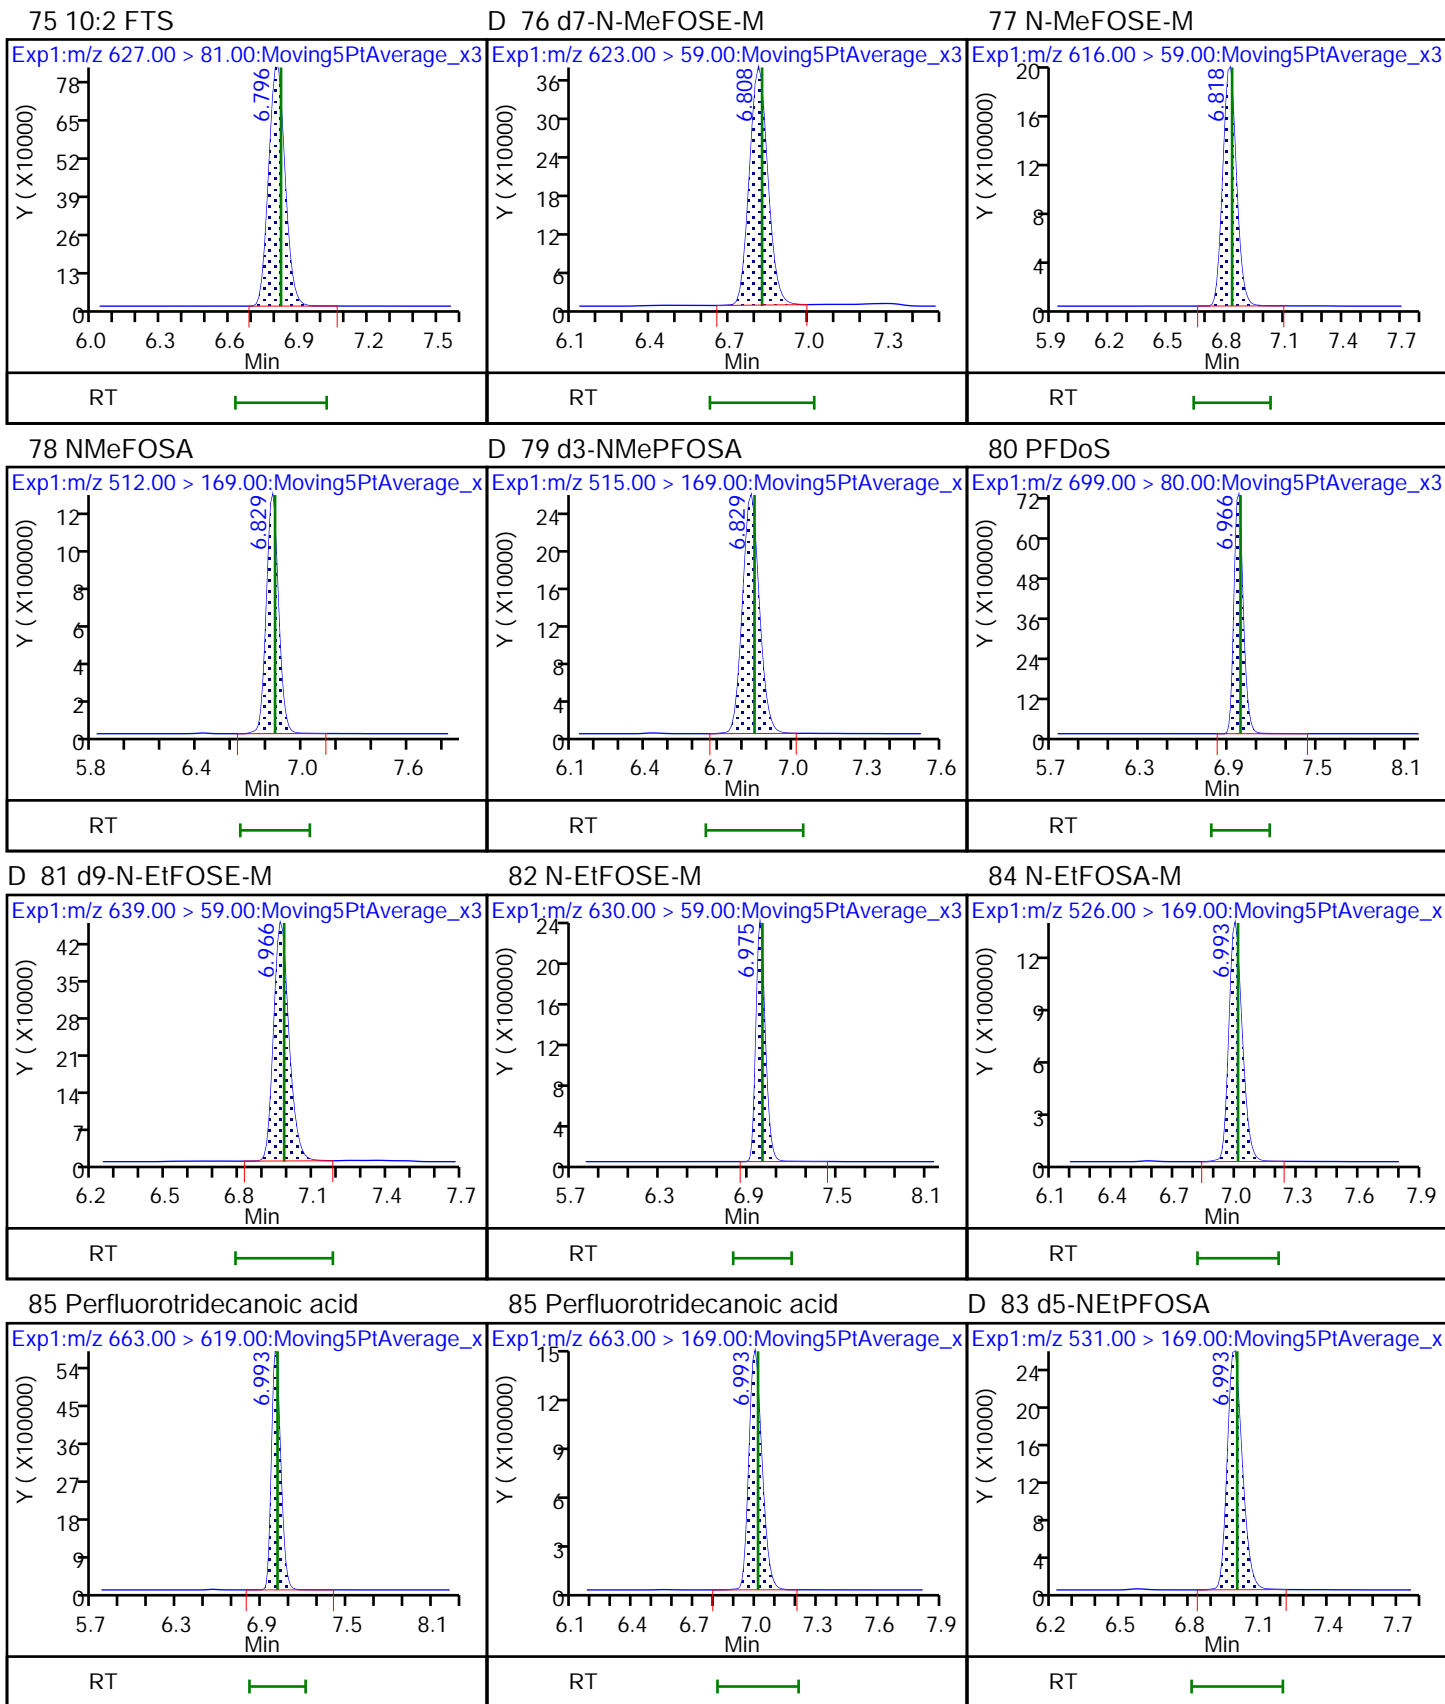 75 10:2 FTS
Exp1:m/z 627.00 > 81.00:Moving5PtAverage_x3
Y ( X100000)
78
65
52
39
26
13
0
6.796
6.0 6.3 6.6 6.9 7.2 7.5
Min
RT
D 76 d7-N-MeFOSE-M
Exp1:m/z 623.00 > 59.00:Moving5PtAverage_x3
Y ( X100000)
36
30
24
18
12
6
0
6.808
6.1 6.4 6.7 7.0 7.3
Min
RT
77 N-MeFOSE-M
Exp1:m/z 616.00 > 59.00:Moving5PtAverage_x3
Y ( X100000)
20
16
12
8
4
0
6.818
5.9 6.2 6.5 6.8 7.1 7.4 7.7
Min
RT
78 NMeFOSA
Exp1:m/z 512.00 > 169.00:Moving5PtAverage_x
Y ( X100000)
12
10
8
6
4
2
0
6.829
5.8 6.4 7.0 7.6
Min
RT
D 79 d3-NMePFOSA
Exp1:m/z 515.00 > 169.00:Moving5PtAverage_x
Y ( X10000)
24
20
16
12
8
4
0
6.829
6.1 6.4 6.7 7.0 7.3 7.6
Min
RT
80 PFDoS
Exp1:m/z 699.00 > 80.00:Moving5PtAverage_x3
Y ( X100000)
72
60
48
36
24
12
0
6.966
5.7 6.3 6.9 7.5 8.1
Min
RT
D 81 d9-N-EtFOSE-M
Exp1:m/z 639.00 > 59.00:Moving5PtAverage_x3
Y ( X100000)
42
35
28
21
14
7
0
6.966
6.2 6.5 6.8 7.1 7.4 7.7
Min
RT
82 N-EtFOSE-M
Exp1:m/z 630.00 > 59.00:Moving5PtAverage_x3
Y ( X100000)
24
20
16
12
8
4
0
6.975
5.7 6.3 6.9 7.5 8.1
Min
RT
84 N-EtFOSA-M
Exp1:m/z 526.00 > 169.00:Moving5PtAverage_x
Y ( X100000)
12
9
6
3
0
6.993
6.1 6.4 6.7 7.0 7.3 7.6 7.9
Min
RT
85 Perfluorotridecanoic acid
Exp1:m/z 663.00 > 619.00:Moving5PtAverage_x
Y ( X100000)
54
45
36
27
18
9
0
6.993
5.7 6.3 6.9 7.5 8.1
Min
RT
85 Perfluorotridecanoic acid
Exp1:m/z 663.00 > 169.00:Moving5PtAverage_x
Y ( X100000)
15
12
9
6
3
0
6.993
6.1 6.4 6.7 7.0 7.3 7.6 7.9
Min
RT
D 83 d5-NEtPFOSA
Exp1:m/z 531.00 > 169.00:Moving5PtAverage_x
Y ( X10000)
24
20
16
12
8
4
0
6.993
6.2 6.5 6.8 7.1 7.4 7.7
Min
RT